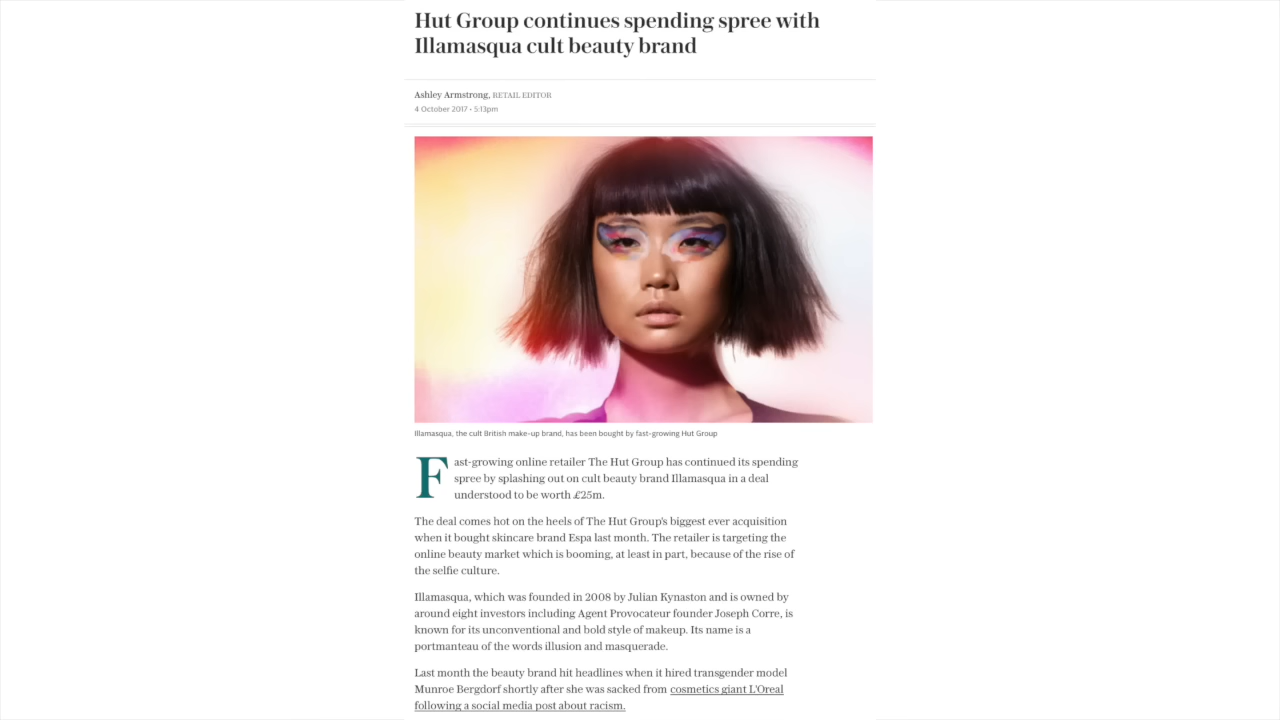 Hut Group continues spending spree with
Illamasqua cult beauty brand
Ashley Armstrong, RETAIL EDITOR
4 October 2017 • 5:13pm
Illamasqua, the cult British make-up brand, has been bought by fast-growing Hut Group
Fast-growing online retailer The Hut Group has continued its spending
spree by splashing out on cult beauty brand Illamasqua in a deal
understood to be worth £25m.
The deal comes hot on the heels of The Hut Group's biggest ever acquisition
when it bought skincare brand Espa last month. The retailer is targeting the
online beauty market which is booming, at least in part, because of the rise of
the selfie culture.
Illamasqua, which was founded in 2008 by Julian Kynaston and is owned by
around eight investors including Agent Provocateur founder Joseph Corre, is
known for its unconventional and bold style of makeup. Its name is a
portmanteau of the words illusion and masquerade.
Last month the beauty brand hit headlines when it hired transgender model
Munroe Bergdorf shortly after she was sacked from cosmetics giant L'Oreal
following a social media post about racism.